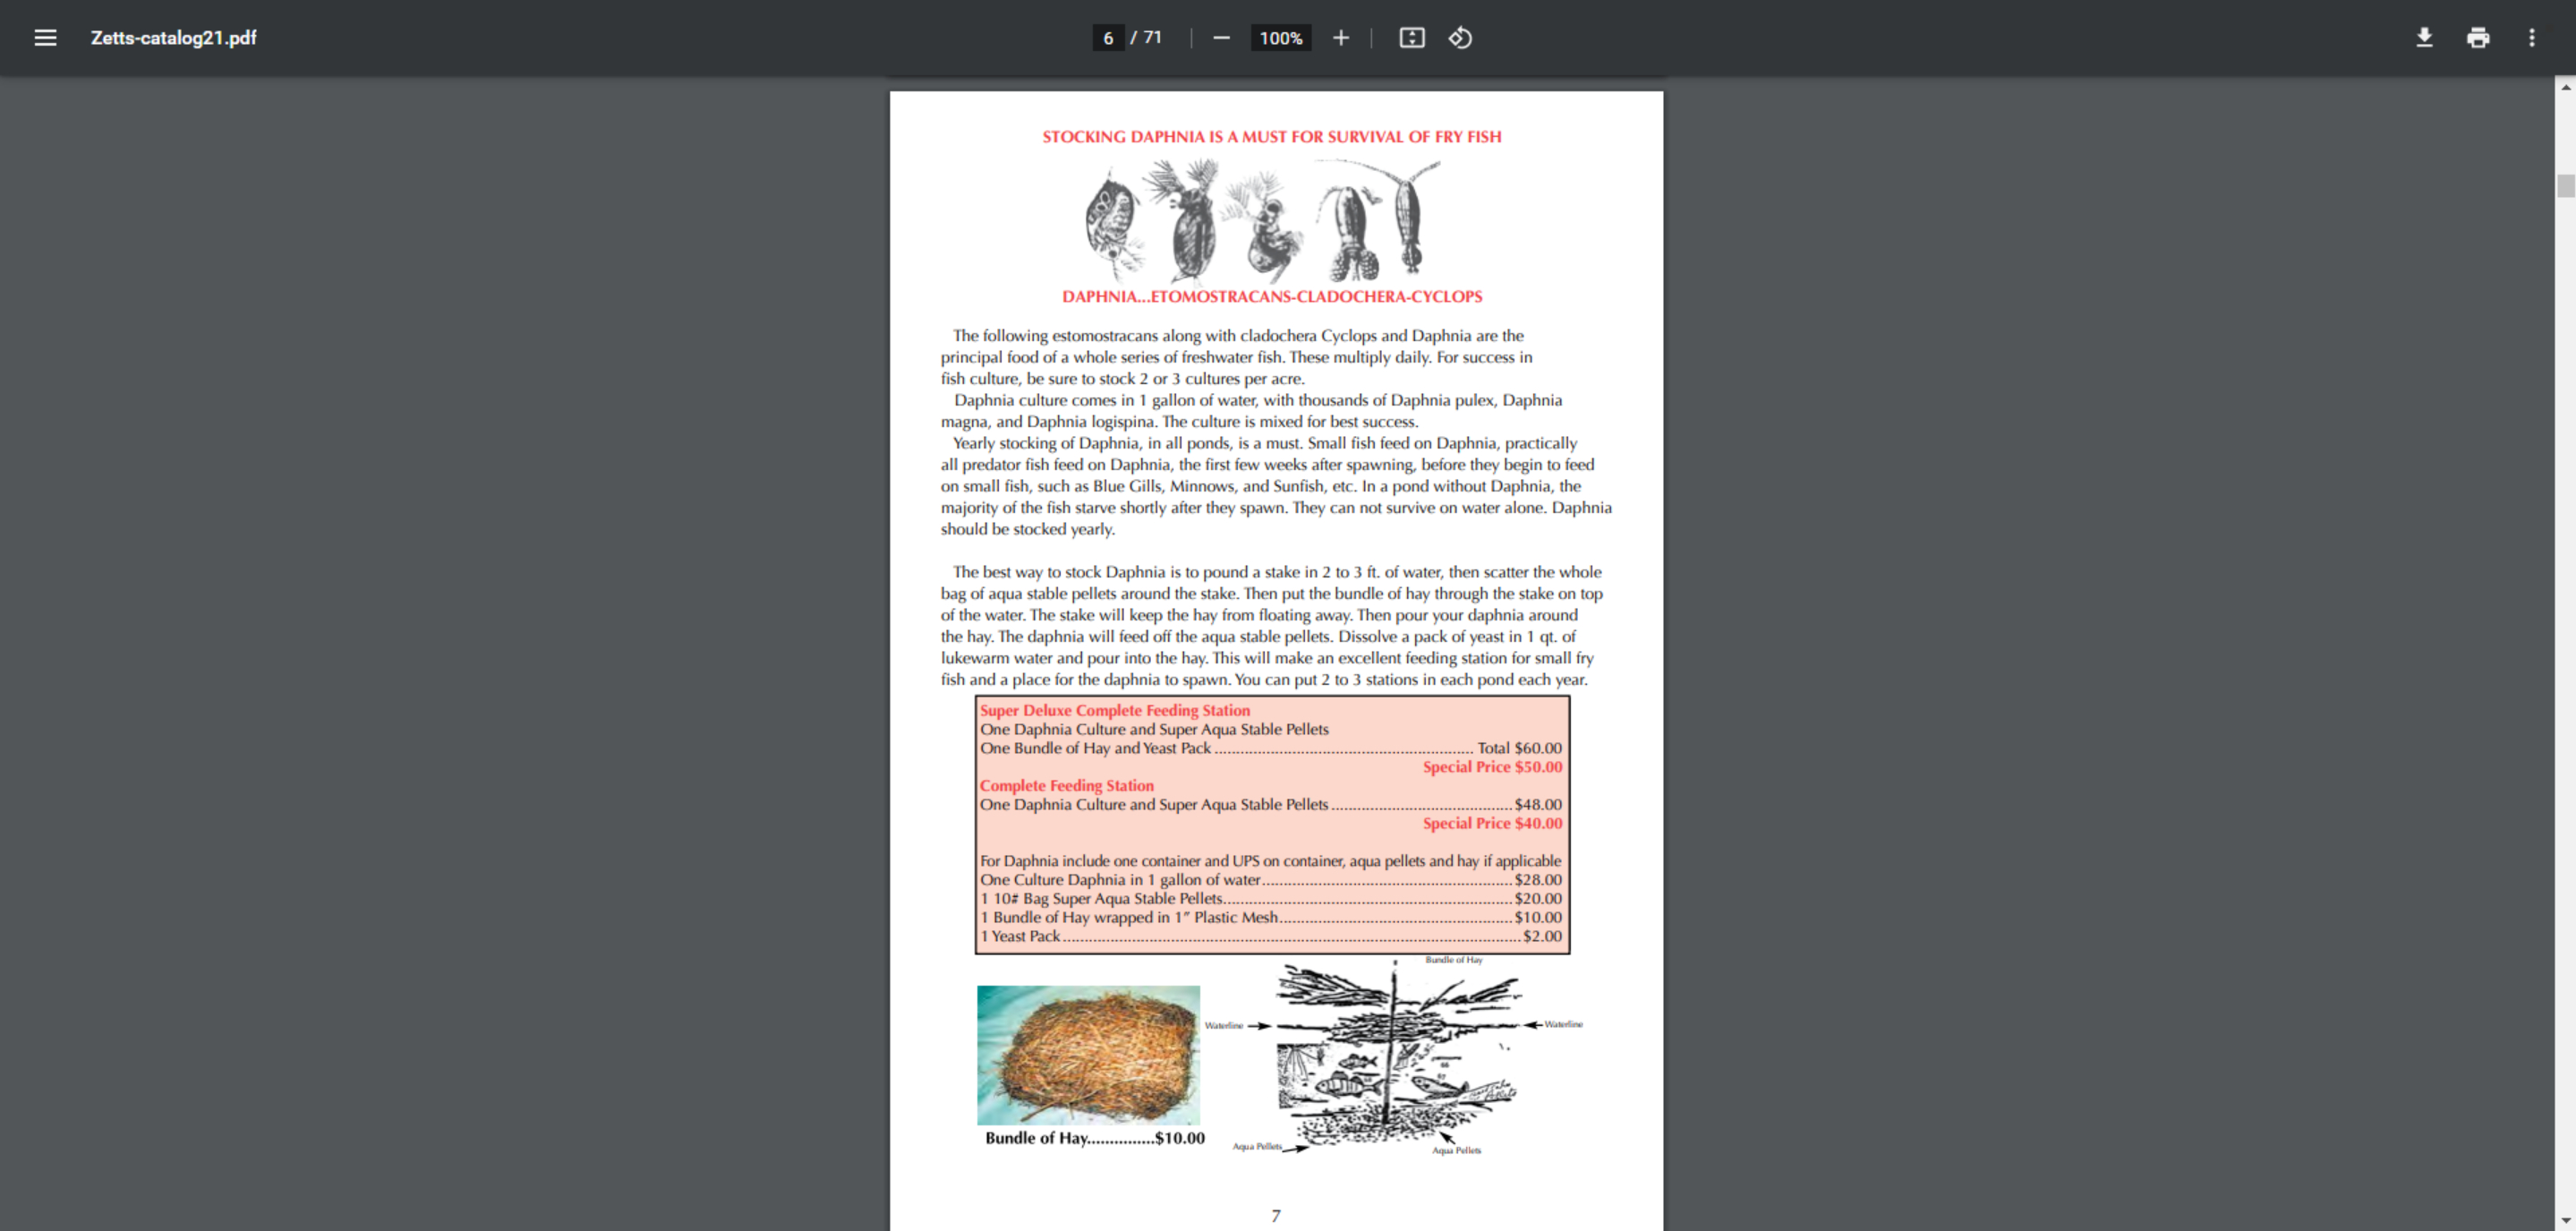 Zetts-catalog21.pdf
6 / 71
100%
STOCKING DAPHNIA IS A MUST FOR SURVIVAL OF FRY FISH
DAPHNIA...ETOMOSTRACANS-CLADOCHERA-CYCLOPS
The following estomostracans along with cladochera Cyclops and Daphnia are the
principal food of a whole series of freshwater fish. These multiply daily. For success in
fish culture, be sure to stock 2 or 3 cultures per acre.
Daphnia culture comes in 1 gallon of water, with thousands of Daphnia pulex, Daphnia
magna, and Daphnia logispina. The culture is mixed for best success.
Yearly stocking of Daphnia, in all ponds, is a must. Small fish feed on Daphnia, practically
all predator fish feed on Daphnia, the first few weeks after spawning, before they begin to feed
on small fish, such as Blue Gills, Minnows, and Sunfish, etc. In a pond without Daphnia, the
majority of the fish starve shortly after they spawn. They can not survive on water alone. Daphnia
should be stocked yearly.
The best way to stock Daphnia is to pound a stake in 2 to 3 ft. of water, then scatter the whole
bag of aqua stable pellets around the stake. Then put the bundle of hay through the stake on top
of the water. The stake will keep the hay from floating away. Then pour your daphnia around
the hay. The daphnia will feed off the aqua stable pellets. Dissolve a pack of yeast in 1 qt. of
lukewarm water and pour into the hay. This will make an excellent feeding station for small fry
fish and a place for the daphnia to spawn. You can put 2 to 3 stations in each pond each year.
Super Deluxe Complete Feeding Station
One Daphnia Culture and Super Aqua Stable Pellets
One Bundle of Hay and Yeast Pack ........ Total $60.00
Special Price $50.00
Complete Feeding Station
One Daphnia Culture and Super Aqua Stable Pellets ........ $48.00
Special Price $40.00
For Daphnia include one container and UPS on container, aqua pellets and hay if applicable
One Culture Daphnia in 1 gallon of water ........ $28.00
1 10# Bag Super Aqua Stable Pellets ........ $20.00
1 Bundle of Hay wrapped in 1″ Plastic Mesh ........ $10.00
1 Yeast Pack ........ $2.00
Bundle of Hay
Waterline
Waterline
Bundle of Hay...............$10.00
Aqua Pellets
Aqua Pellets
7